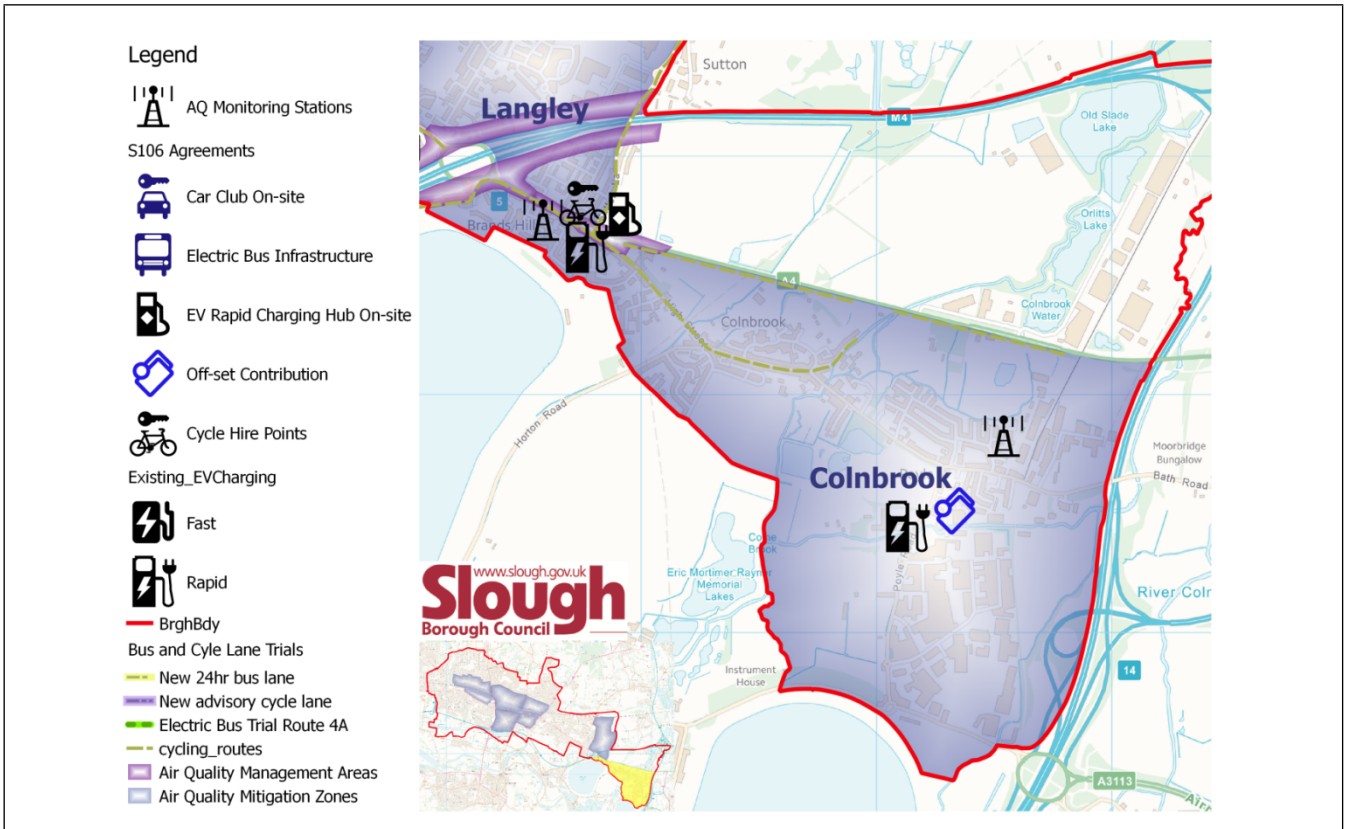 Legend
AQ Monitoring Stations
S106 Agreements
Car Club On-site
Electric Bus Infrastructure
EV Rapid Charging Hub On-site
Off-set Contribution
Cycle Hire Points
Existing_EVCharging
Fast
Rapid
BrghBdy
Bus and Cyle Lane Trials
New 24hr bus lane
New advisory cycle lane
Electric Bus Trial Route 4A
cycling_routes
Air Quality Management Areas
Air Quality Mitigation Zones
Sutton
Langley
M4
Old Slade
Lake
5
Brands Hill
Orlitts
Lake
A4
Colnbrook
Water
Colnbrook
Horton Road
Moorbridge
Bungalow
Bath Road
Colnbrook
Poyle Road
Colne
Brook
Eric Mortimer Rayner
Memorial
Lakes
www.slough.gov.uk
Slough
Borough Council
River Coln
Instrument
House
14
A3113